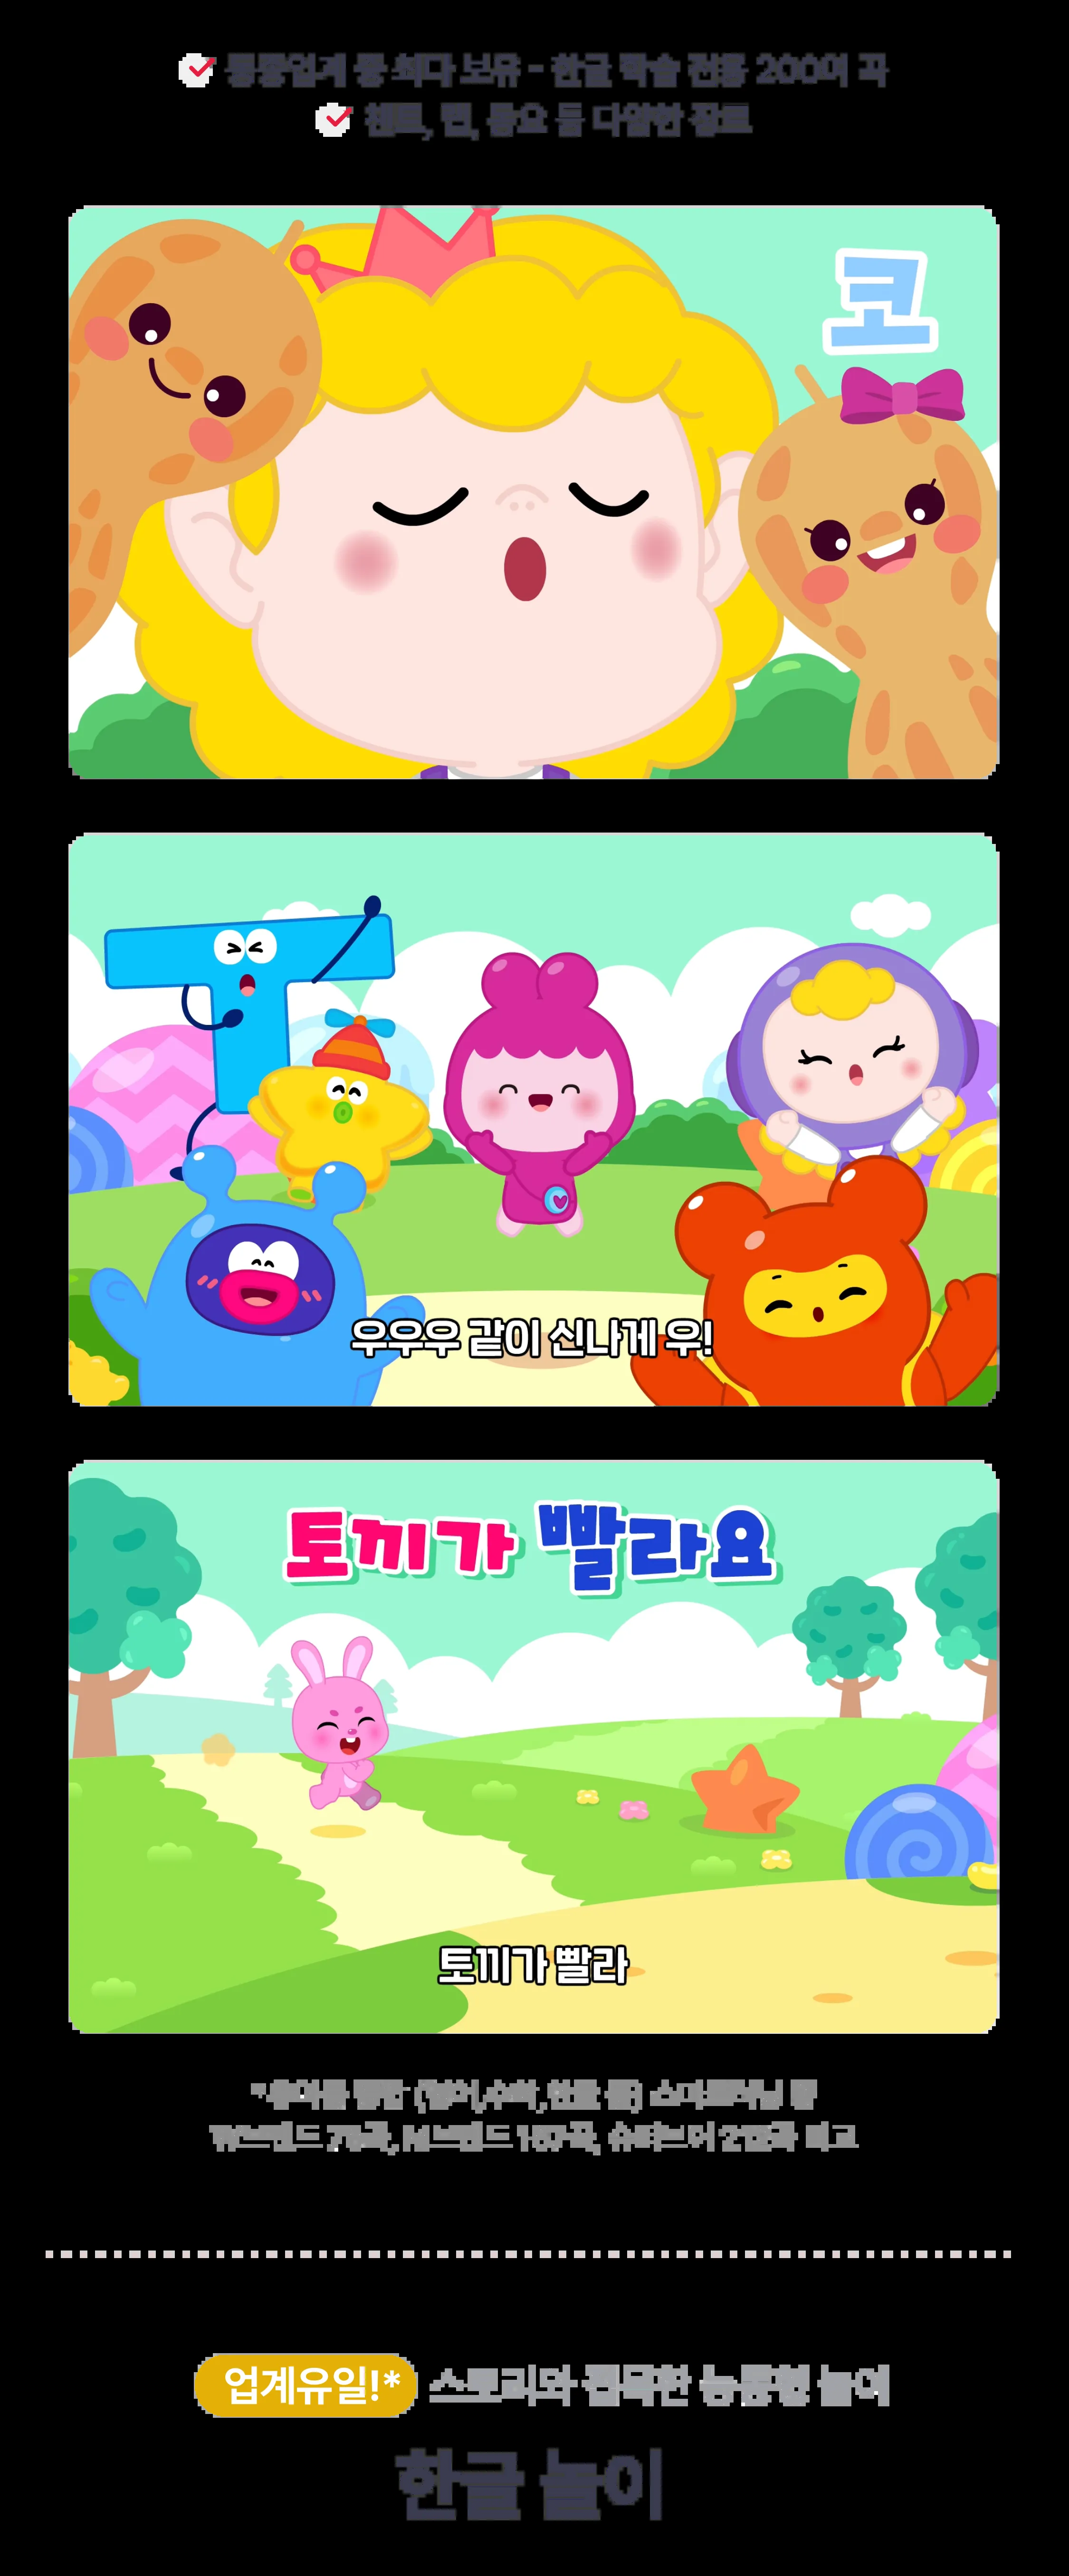 동종업계 중 최다 보유 - 한글 학습 전용 200여 곡
챈트, 랩, 동요 등 다양한 장르
코
우우우 같이 신나게 우!
토끼가 빨라요
토끼가 빨라
업계유일!* 스토리와 접목한 능동형 놀이
한글 놀이